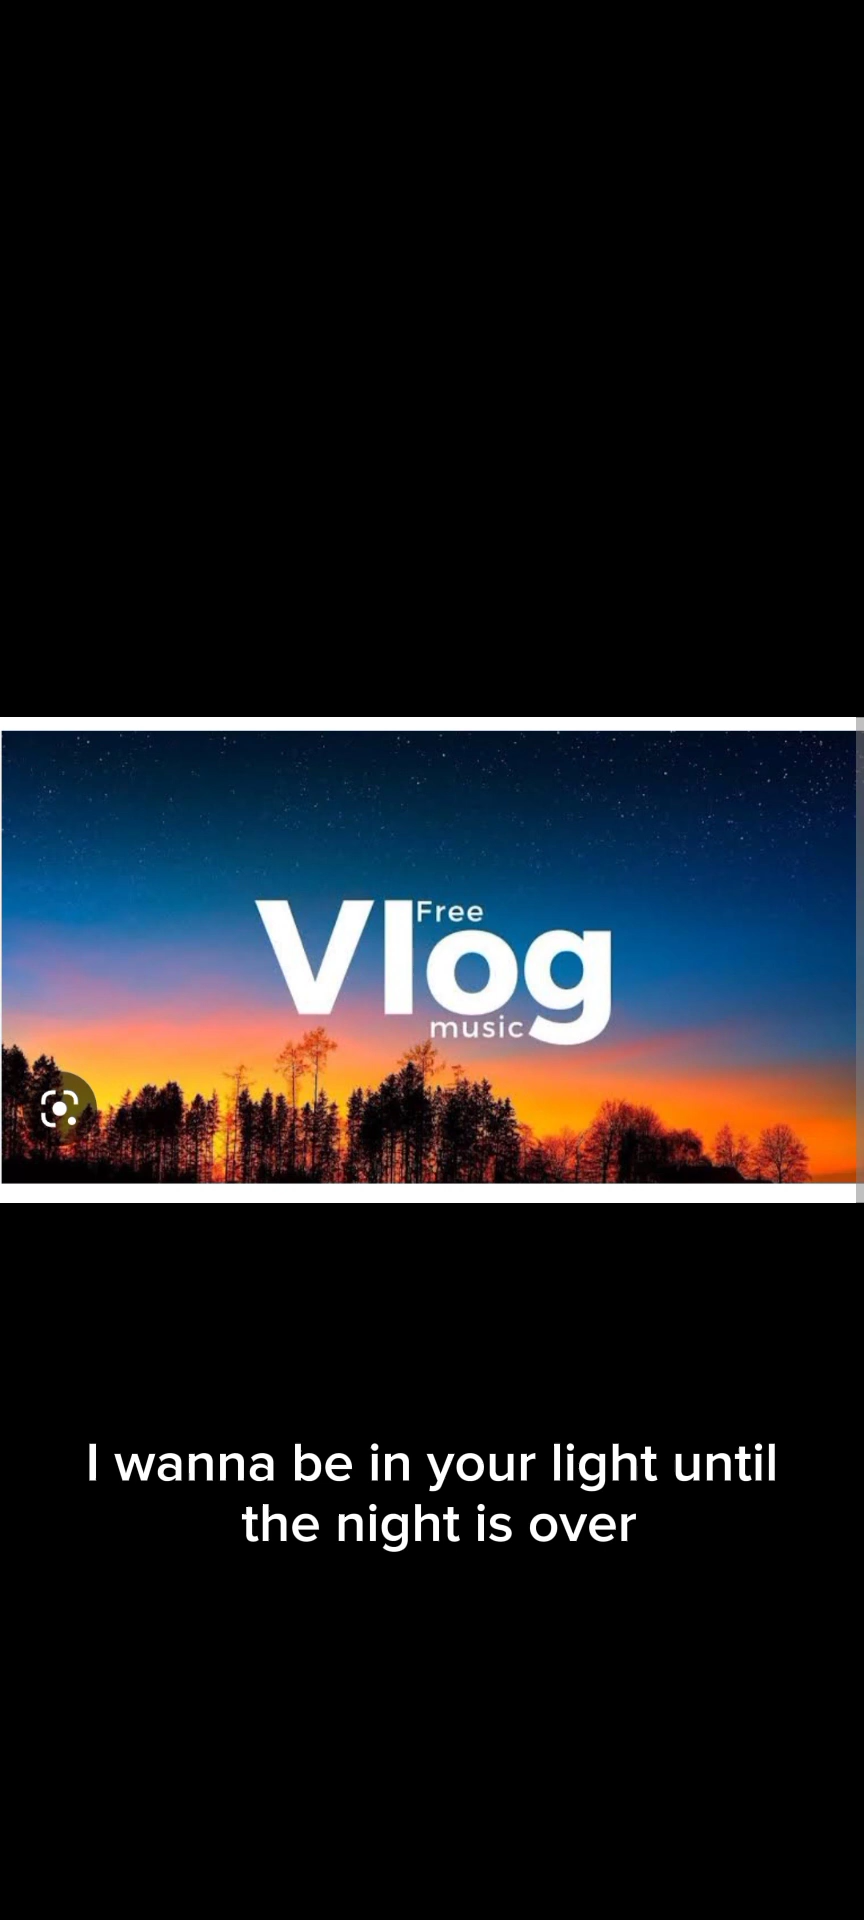 Free
Vlog
music
I wanna be in your light until
the night is over